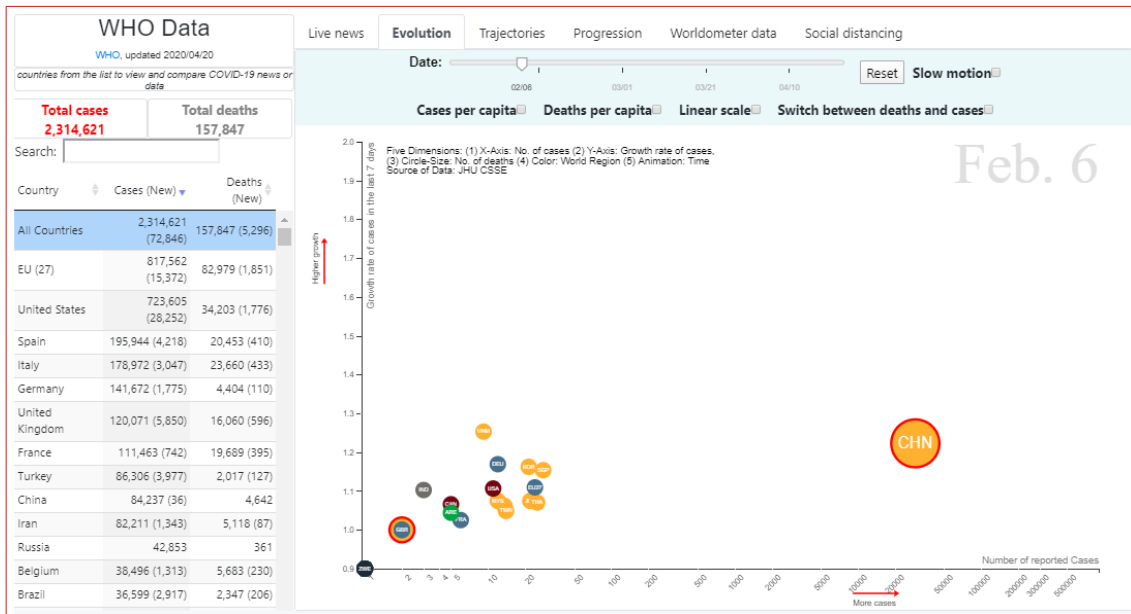 WHO Data
WHO, updated 2020/04/20
countries from the list to view and compare COVID-19 news or
data
Total cases
2,314,621
Total deaths
157,847
Search:
Country Cases (New) Deaths (New)
All Countries 2,314,621 (72,846) 157,847 (5,296)
EU (27) 817,562 (15,372) 82,979 (1,851)
United States 723,605 (28,252) 34,203 (1,776)
Spain 195,944 (4,218) 20,453 (410)
Italy 178,972 (3,047) 23,660 (433)
Germany 141,672 (1,775) 4,404 (110)
United Kingdom 120,071 (5,850) 16,060 (596)
France 111,463 (742) 19,689 (395)
Turkey 86,306 (3,977) 2,017 (127)
China 84,237 (36) 4,642
Iran 82,211 (1,343) 5,118 (87)
Russia 42,853 361
Belgium 38,496 (1,313) 5,683 (230)
Brazil 36,599 (2,917) 2,347 (206)
Live news Evolution Trajectories Progression Worldometer data Social distancing
Date:
02/06 03/01 03/21 04/10
Reset Slow motion
Cases per capita Deaths per capita Linear scale Switch between deaths and cases
Five Dimensions: (1) X-Axis: No. of cases (2) Y-Axis: Growth rate of cases,
(3) Circle-Size: No. of deaths (4) Color: World Region (5) Animation: Time
Source of Data: JHU CSSE
Feb. 6
Higher growth
Growth rate of cases in the last 7 days
2.0
1.9
1.8
1.7
1.6
1.5
1.4
1.3
1.2
1.1
1.0
0.9
CHN
DEU
KOR
SGP
IND
USA
EU27
MYS
THA
ARE
FRA
GBR
Number of reported Cases
1 2 3 4 5 10 20 50 100 200 500 1000 2000 5000 10000 20000 50000 100000 200000 300000 500000
More cases